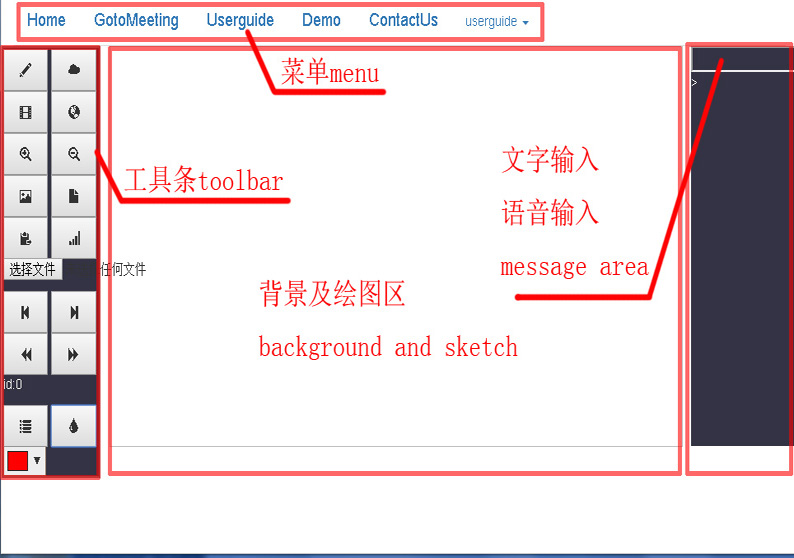 Home GotoMeeting Userguide Demo ContactUs userguide
菜单menu
>
文字输入
工具条toolbar
语音输入
选择文件 任何文件
message area
背景及绘图区
background and sketch
id:0